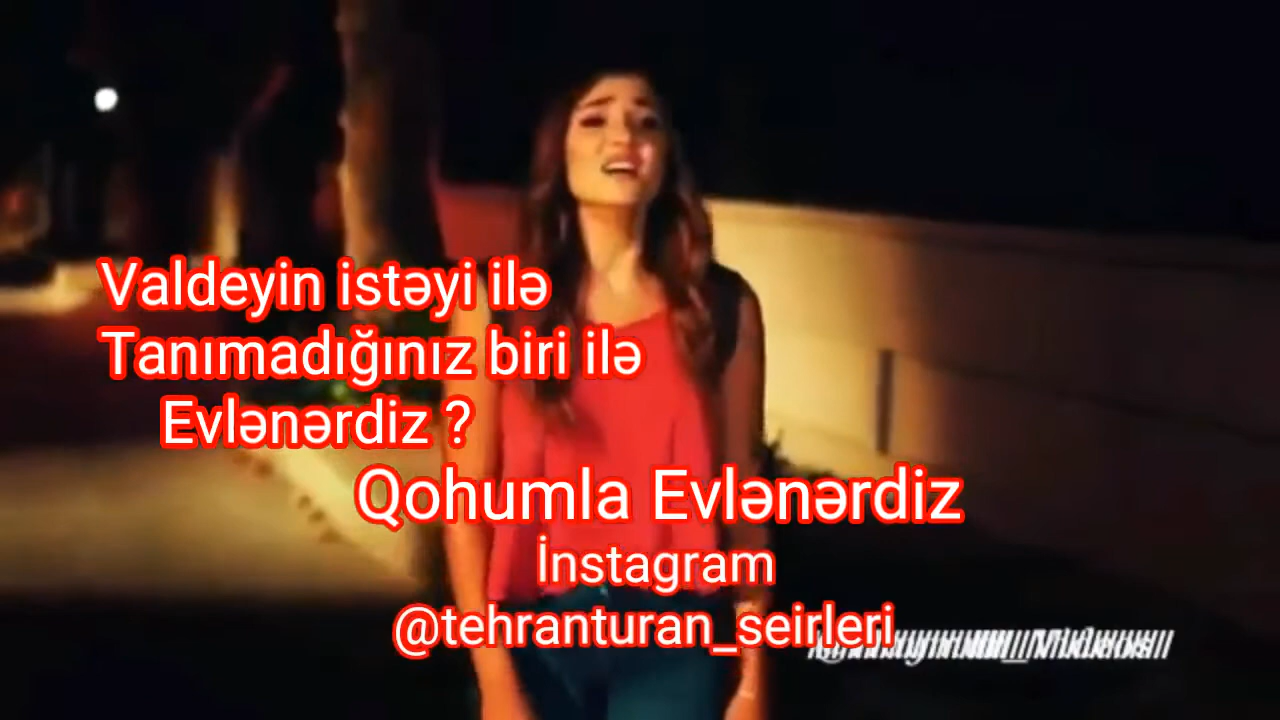 Valdeyin istəyi ilə
Tanımadığınız biri ilə
Evlənərdiz ?
Qohumla Evlənərdiz
İnstagram
@tehranturan_seirleri